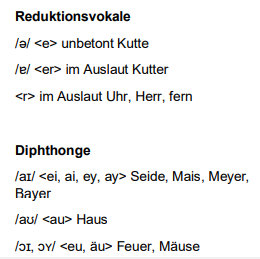 Reduktionsvokale
/ə/ <e> unbetont Kutte
/ɐ/ <er> im Auslaut Kutter
<r> im Auslaut Uhr, Herr, fern
Diphthonge
/aɪ/ <ei, ai, ey, ay> Seide, Mais, Meyer,
Bayer
/aʊ/ <au> Haus
/ɔɪ, ɔʏ/ <eu, äu> Feuer, Mäuse